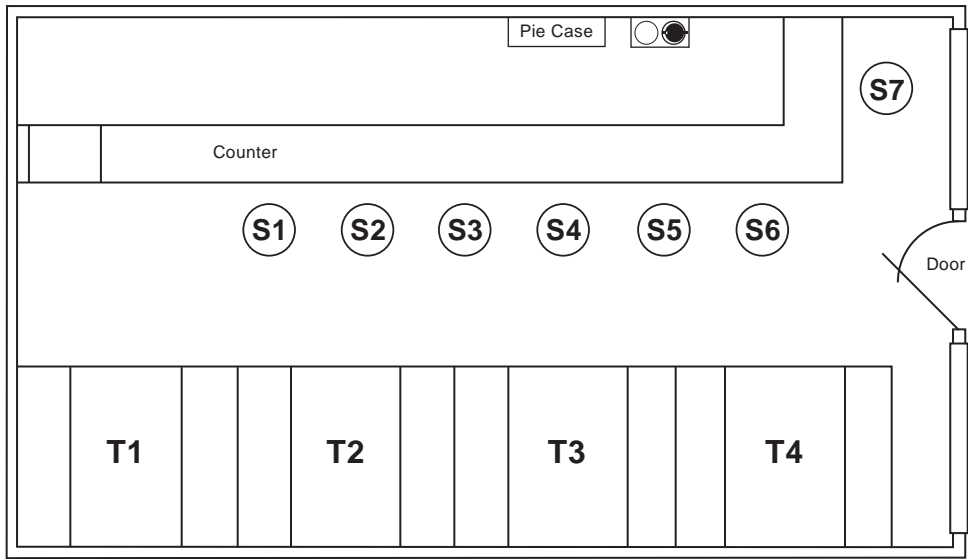 Pie Case
S7
Counter
S1 S2 S3 S4 S5 S6
Door
T1 T2 T3 T4